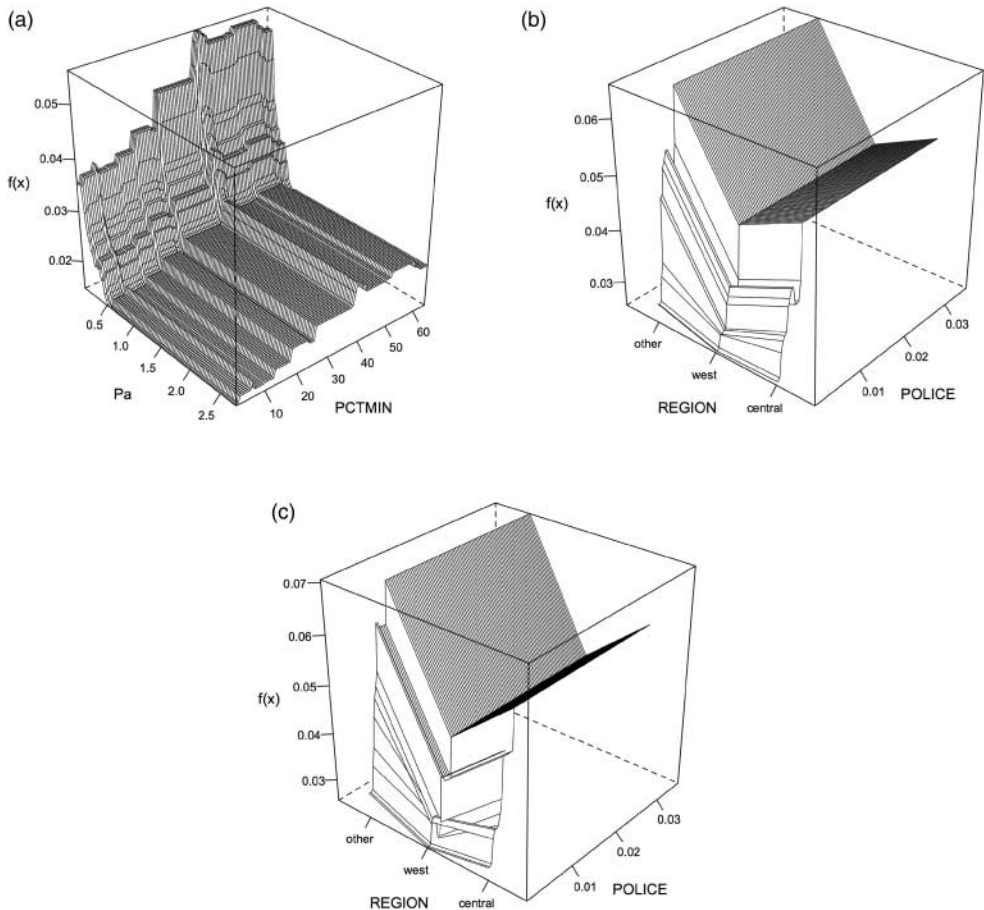 (a)
0.05
0.04
f(x)
0.03
0.02
0.5
1.0
1.5
2.0
2.5
Pa
10
20
30
40
50
60
PCTMIN
(b)
0.06
0.05
f(x)
0.04
0.03
other
west
central
REGION
0.01
0.02
0.03
POLICE
(c)
0.07
0.06
0.05
f(x)
0.04
0.03
other
west
central
REGION
0.01
0.02
0.03
POLICE